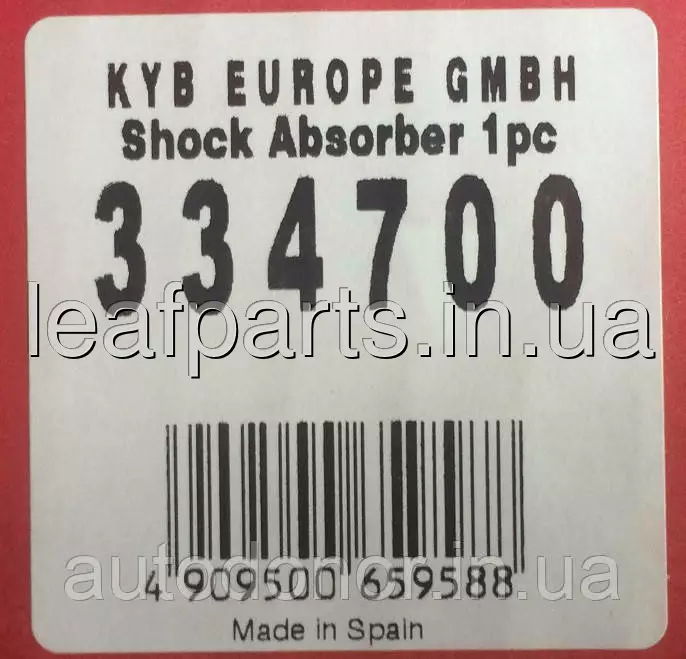 KYB EUROPE GMBH
Shock Absorber 1pc
334700
leafparts.in.ua
autodonor.in.ua
4 909500 659588
Made in Spain